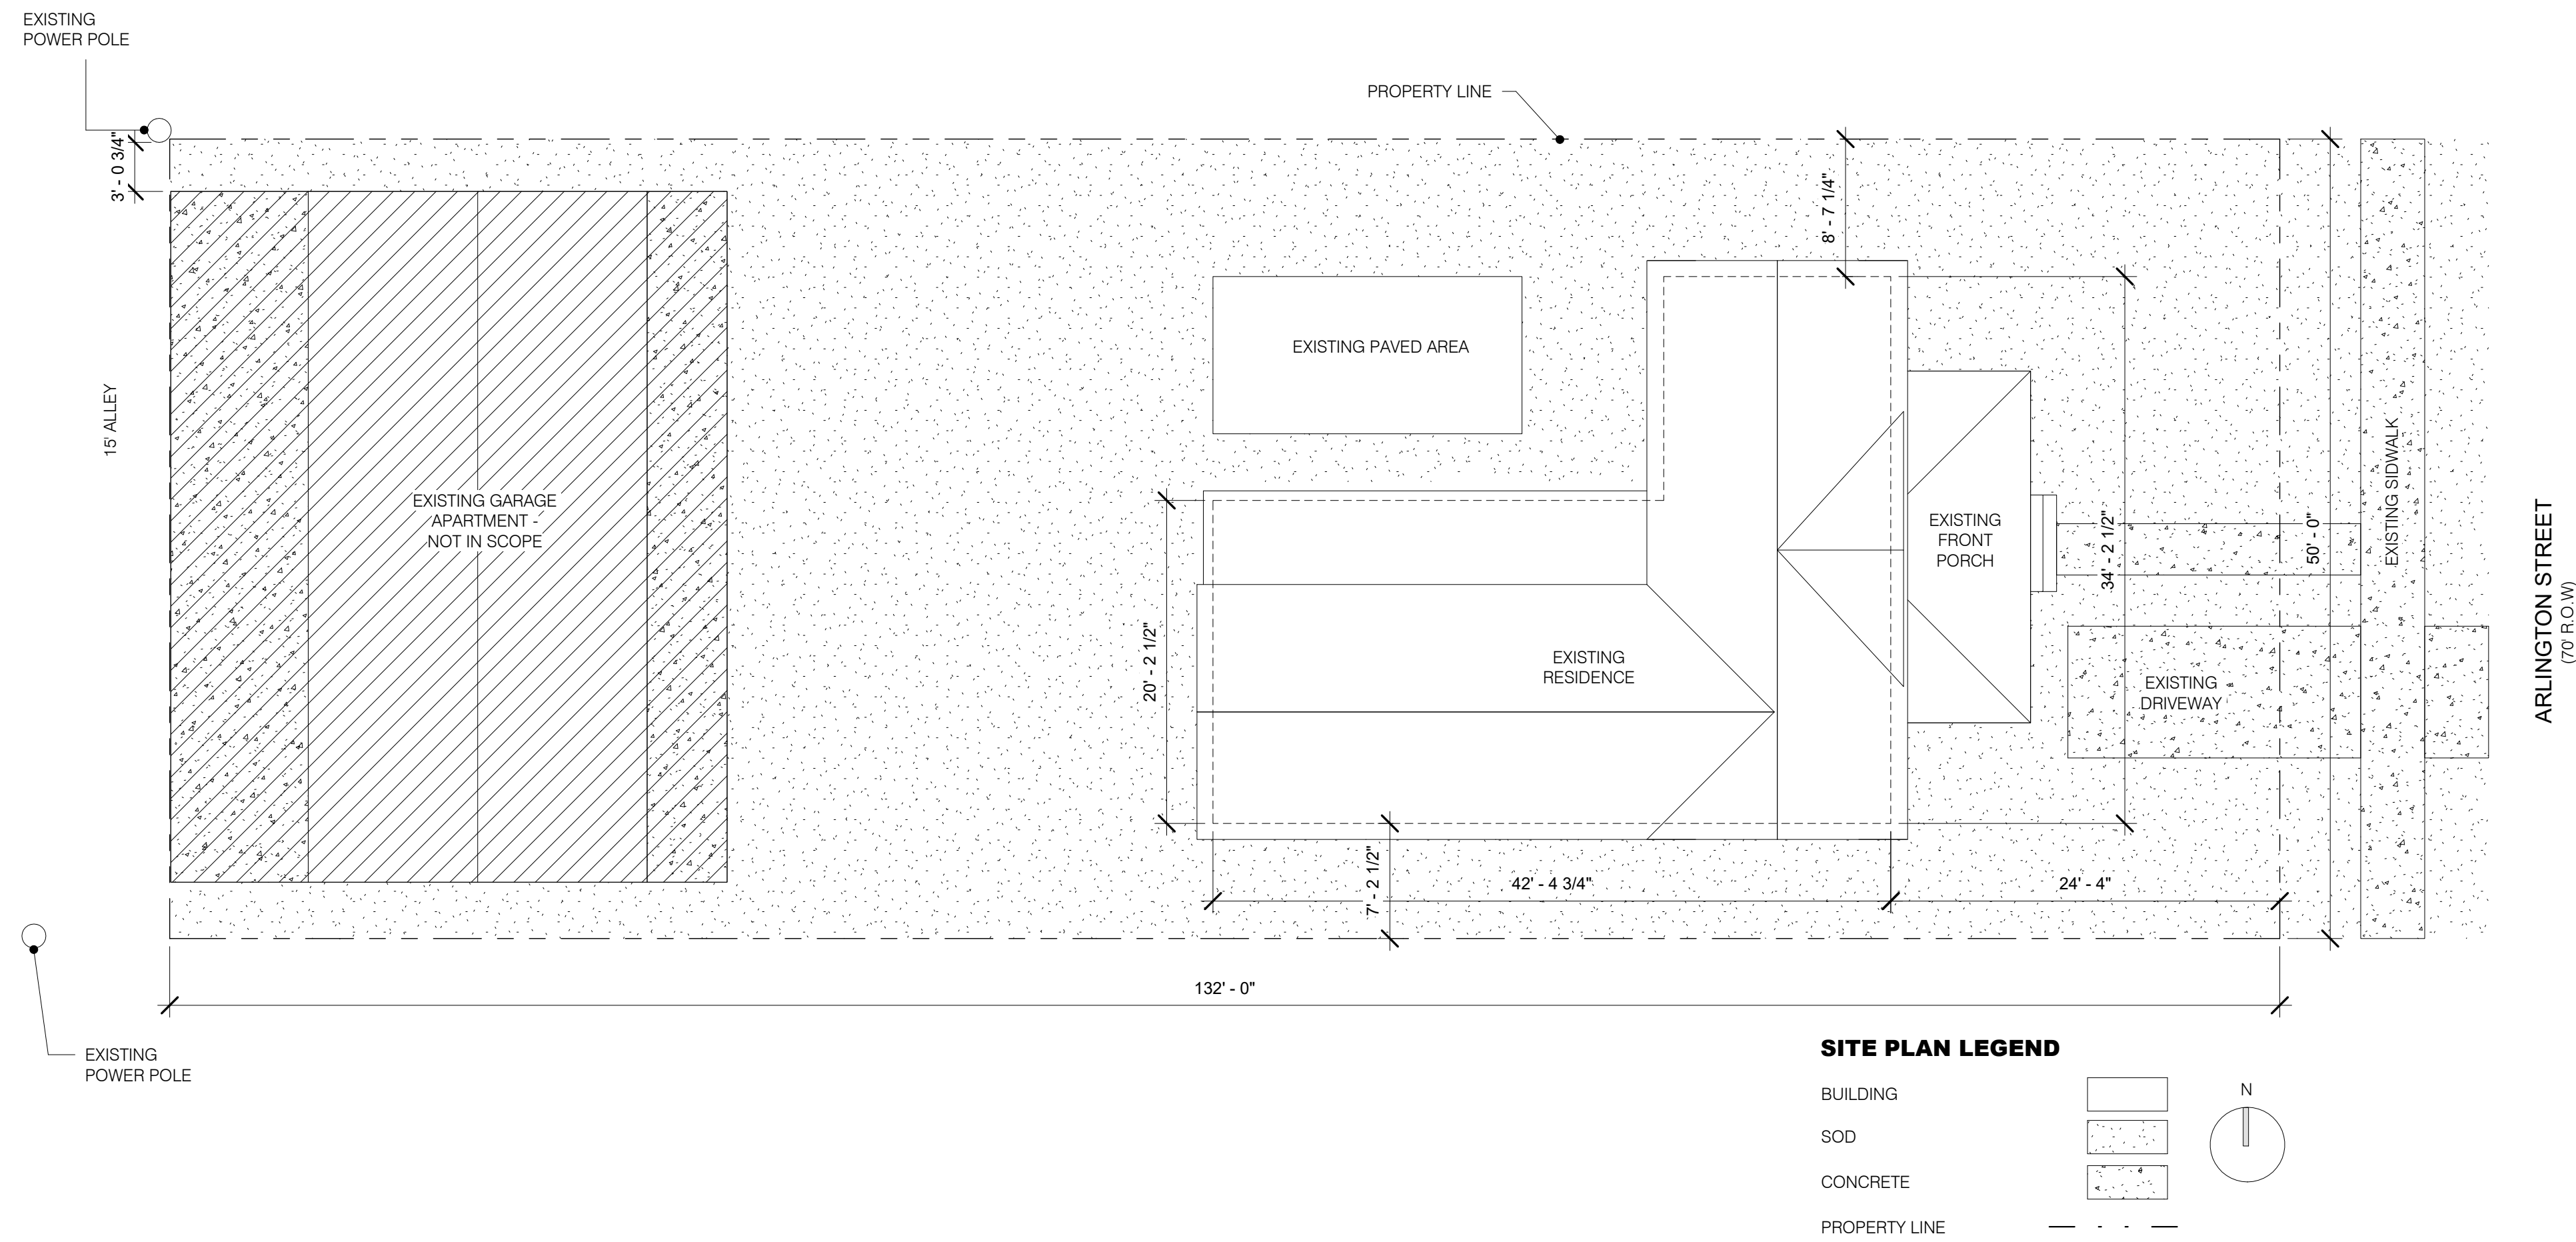 EXISTING
POWER POLE
PROPERTY LINE
3' - 0 3/4"
8' - 7 1/4"
15' ALLEY
EXISTING PAVED AREA
EXISTING GARAGE
APARTMENT -
NOT IN SCOPE
EXISTING
FRONT
PORCH
34' - 2 1/2"
50' - 0"
EXISTING SIDWALK
ARLINGTON STREET
(70' R.O.W)
20' - 2 1/2"
EXISTING
RESIDENCE
EXISTING
DRIVEWAY
7' - 2 1/2"
42' - 4 3/4"
24' - 4"
132' - 0"
EXISTING
POWER POLE
SITE PLAN LEGEND
BUILDING
SOD
CONCRETE
PROPERTY LINE
N